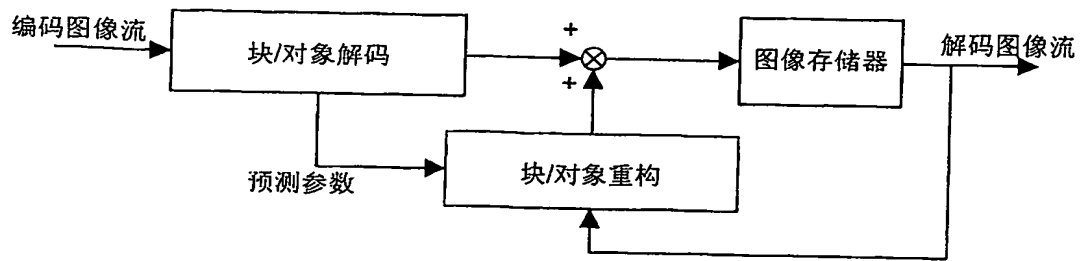 编码图像流
块/对象解码
+
+
图像存储器
解码图像流
预测参数
块/对象重构